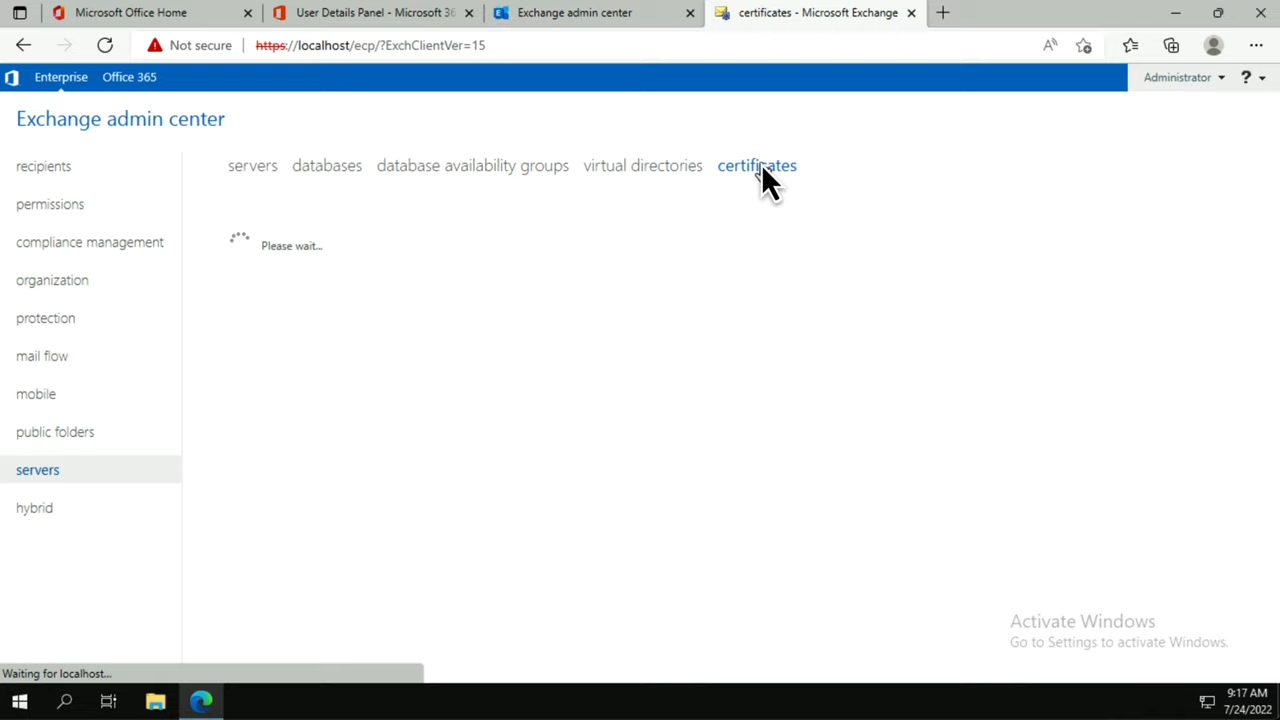 Microsoft Office Home
User Details Panel - Microsoft 36
Exchange admin center
certificates - Microsoft Exchange
Not secure
https://localhost/ecp/?ExchClientVer=15
Enterprise
Office 365
Administrator
?
Exchange admin center
recipients
permissions
compliance management
organization
protection
mail flow
mobile
public folders
servers
hybrid
servers
databases
database availability groups
virtual directories
certificates
Please wait...
Activate Windows
Go to Settings to activate Windows.
Waiting for localhost...
9:17 AM
7/24/2022